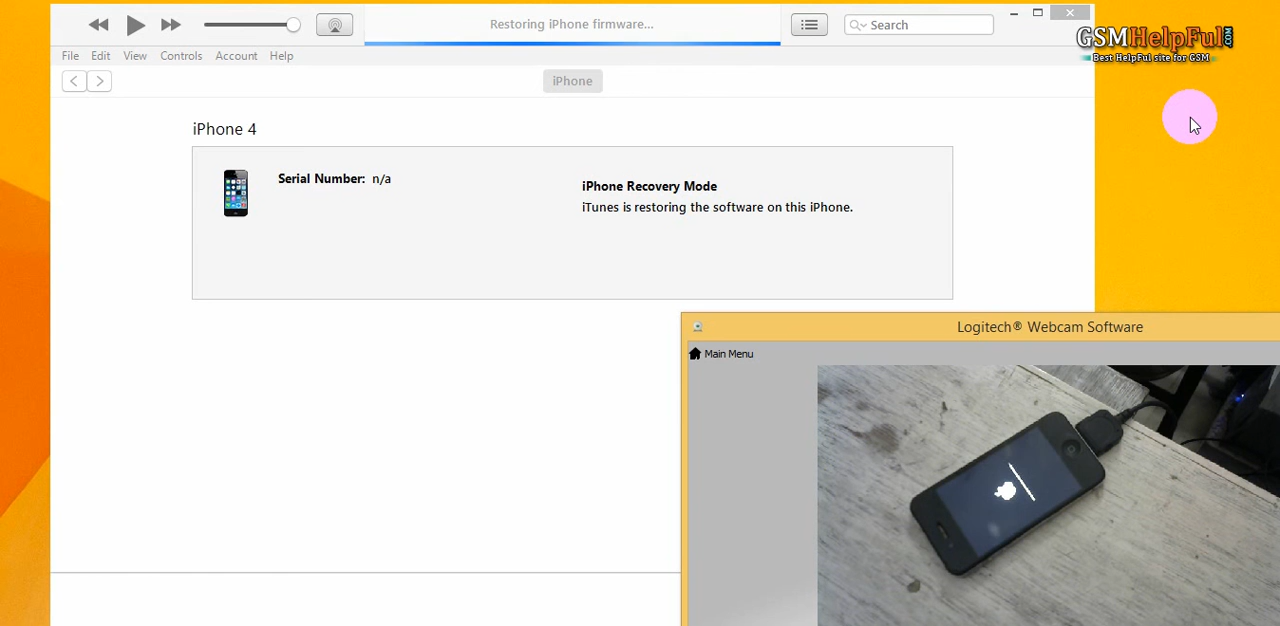 Restoring iPhone firmware...
Search
GSMHelpFul.COM
Best HelpFul site for GSM
File Edit View Controls Account Help
< > iPhone
iPhone 4
Serial Number: n/a
iPhone Recovery Mode
iTunes is restoring the software on this iPhone.
Logitech® Webcam Software
Main Menu